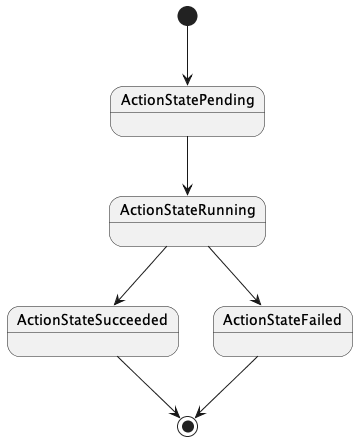 ActionStatePending
ActionStateRunning
ActionStateSucceeded
ActionStateFailed